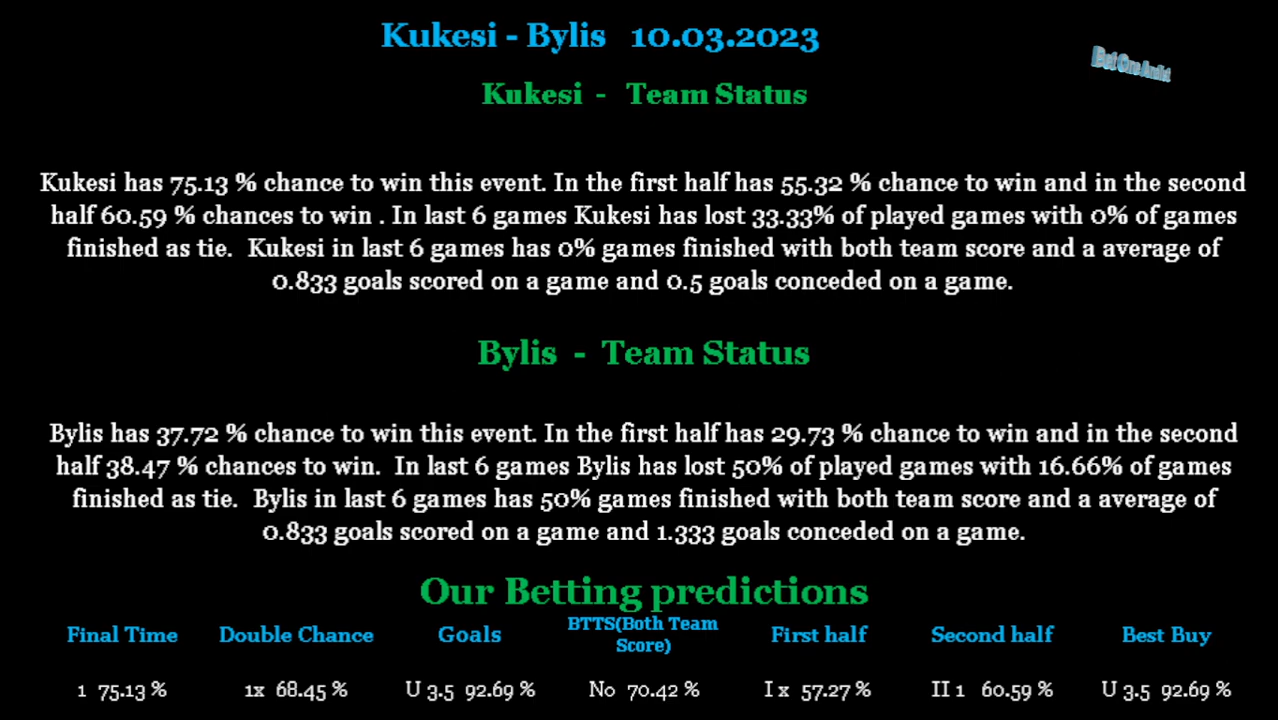 Kukesi - Bylis 10.03.2023
Bet One Analist
Kukesi - Team Status
Kukesi has 75.13 % chance to win this event. In the first half has 55.32 % chance to win and in the second
half 60.59 % chances to win . In last 6 games Kukesi has lost 33.33% of played games with 0% of games
finished as tie. Kukesi in last 6 games has 0% games finished with both team score and a average of
0.833 goals scored on a game and 0.5 goals conceded on a game.
Bylis - Team Status
Bylis has 37.72 % chance to win this event. In the first half has 29.73 % chance to win and in the second
half 38.47 % chances to win. In last 6 games Bylis has lost 50% of played games with 16.66% of games
finished as tie. Bylis in last 6 games has 50% games finished with both team score and a average of
0.833 goals scored on a game and 1.333 goals conceded on a game.
Our Betting predictions
Final Time Double Chance Goals BTTS(Both Team First half Second half Best Buy
Score)
1 75.13 % 1x 68.45 % U 3.5 92.69 % No 70.42 % I x 57.27 % II 1 60.59 % U 3.5 92.69 %